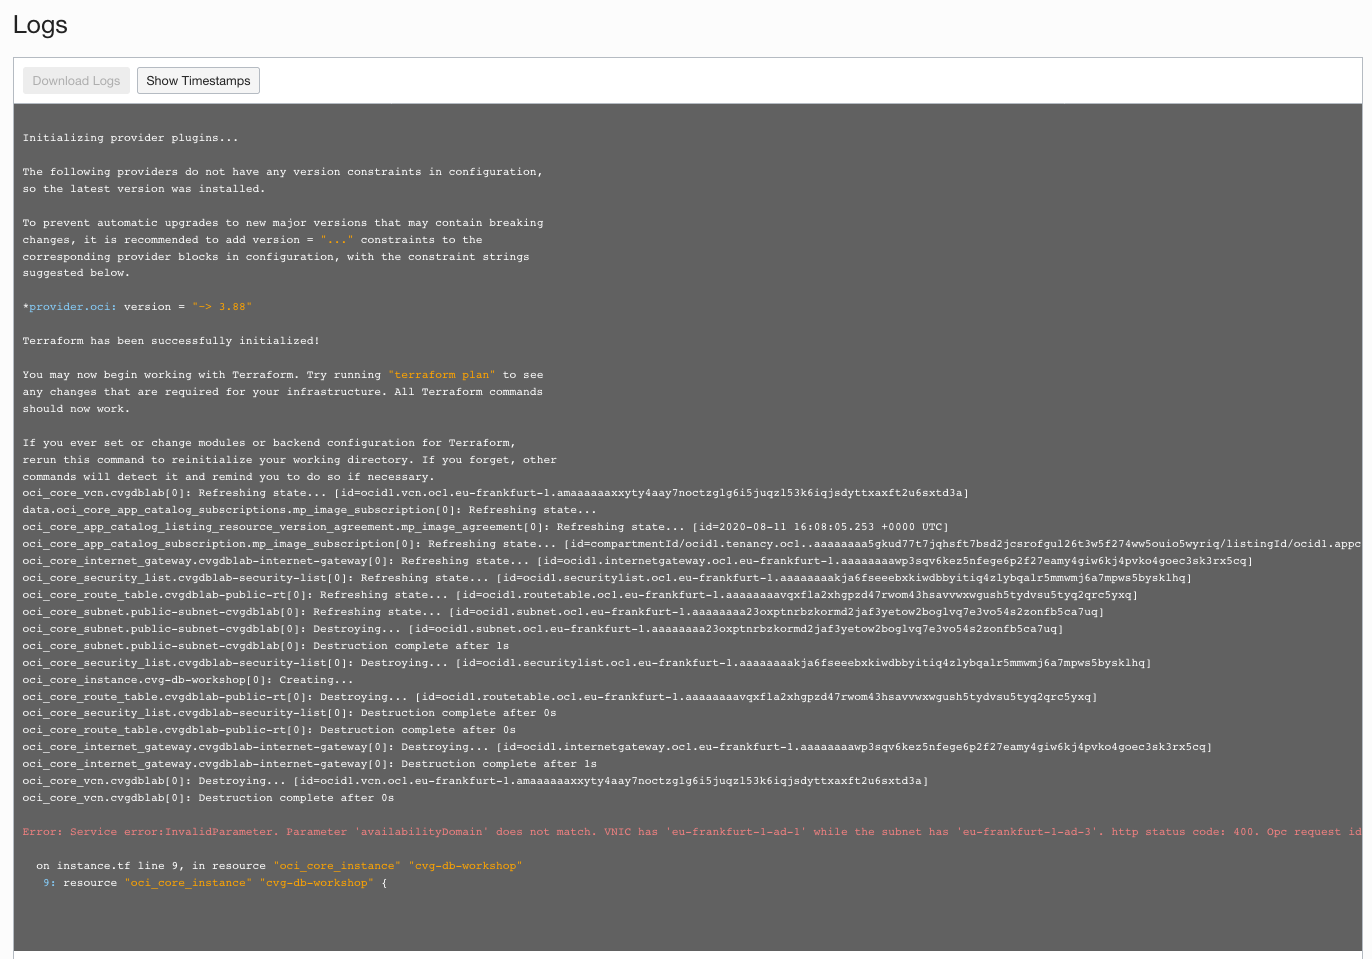 Logs
Download Logs
Show Timestamps
Initializing provider plugins...
The following providers do not have any version constraints in configuration,
so the latest version was installed.
To prevent automatic upgrades to new major versions that may contain breaking
changes, it is recommended to add version = "..." constraints to the
corresponding provider blocks in configuration, with the constraint strings
suggested below.
*provider.oci: version = "~> 3.88"
Terraform has been successfully initialized!
You may now begin working with Terraform. Try running "terraform plan" to see
any changes that are required for your infrastructure. All Terraform commands
should now work.
If you ever set or change modules or backend configuration for Terraform,
rerun this command to reinitialize your working directory. If you forget, other
commands will detect it and remind you to do so if necessary.
oci_core_vcn.cvgdblab[0]: Refreshing state... [id=ocid1.vcn.oc1.eu-frankfurt-1.amaaaaaaxxyty4aay7noctzglg6i5juqzl53k6iqjsdyttxaxft2u6sxtd3a]
data.oci_core_app_catalog_subscriptions.mp_image_subscription[0]: Refreshing state...
oci_core_app_catalog_listing_resource_version_agreement.mp_image_agreement[0]: Refreshing state... [id=2020-08-11 16:08:05.253 +0000 UTC]
oci_core_app_catalog_subscription.mp_image_subscription[0]: Refreshing state... [id=compartmentId/ocid1.tenancy.oc1..aaaaaaaa5gkud77t7jqhsft7bsd2jcsrofgul26t3w5f274ww5ouio5wyriq/listingId/ocid1.appc
oci_core_internet_gateway.cvgdblab-internet-gateway[0]: Refreshing state... [id=ocid1.internetgateway.oc1.eu-frankfurt-1.aaaaaaaawp3sqv6kez5nfege6p2f27eamy4giw6kj4pvko4goec3sk3rx5cq]
oci_core_security_list.cvgdblab-security-list[0]: Refreshing state... [id=ocid1.securitylist.oc1.eu-frankfurt-1.aaaaaaaakja6fseeebxkiwdbbyitiq4zlybqalr5mmwmj6a7mpws5bysklhq]
oci_core_route_table.cvgdblab-public-rt[0]: Refreshing state... [id=ocid1.routetable.oc1.eu-frankfurt-1.aaaaaaaavqxfla2xhgpzd47rwom43hsavvwxwgush5tydvsu5tyq2qrc5yxq]
oci_core_subnet.public-subnet-cvgdblab[0]: Refreshing state... [id=ocid1.subnet.oc1.eu-frankfurt-1.aaaaaaaa23oxptnrbzkormd2jaf3yetow2boglvq7e3vo54s2zonfb5ca7uq]
oci_core_subnet.public-subnet-cvgdblab[0]: Destroying... [id=ocid1.subnet.oc1.eu-frankfurt-1.aaaaaaaa23oxptnrbzkormd2jaf3yetow2boglvq7e3vo54s2zonfb5ca7uq]
oci_core_subnet.public-subnet-cvgdblab[0]: Destruction complete after 1s
oci_core_security_list.cvgdblab-security-list[0]: Destroying... [id=ocid1.securitylist.oc1.eu-frankfurt-1.aaaaaaaakja6fseeebxkiwdbbyitiq4zlybqalr5mmwmj6a7mpws5bysklhq]
oci_core_instance.cvg-db-workshop[0]: Creating...
oci_core_route_table.cvgdblab-public-rt[0]: Destroying... [id=ocid1.routetable.oc1.eu-frankfurt-1.aaaaaaaavqxfla2xhgpzd47rwom43hsavvwxwgush5tydvsu5tyq2qrc5yxq]
oci_core_security_list.cvgdblab-security-list[0]: Destruction complete after 0s
oci_core_route_table.cvgdblab-public-rt[0]: Destruction complete after 0s
oci_core_internet_gateway.cvgdblab-internet-gateway[0]: Destroying... [id=ocid1.internetgateway.oc1.eu-frankfurt-1.aaaaaaaawp3sqv6kez5nfege6p2f27eamy4giw6kj4pvko4goec3sk3rx5cq]
oci_core_internet_gateway.cvgdblab-internet-gateway[0]: Destruction complete after 1s
oci_core_vcn.cvgdblab[0]: Destroying... [id=ocid1.vcn.oc1.eu-frankfurt-1.amaaaaaaxxyty4aay7noctzglg6i5juqzl53k6iqjsdyttxaxft2u6sxtd3a]
oci_core_vcn.cvgdblab[0]: Destruction complete after 0s
Error: Service error:InvalidParameter. Parameter 'availabilityDomain' does not match. VNIC has 'eu-frankfurt-1-ad-1' while the subnet has 'eu-frankfurt-1-ad-3'. http status code: 400. Opc request id
on instance.tf line 9, in resource "oci_core_instance" "cvg-db-workshop"
9: resource "oci_core_instance" "cvg-db-workshop" {